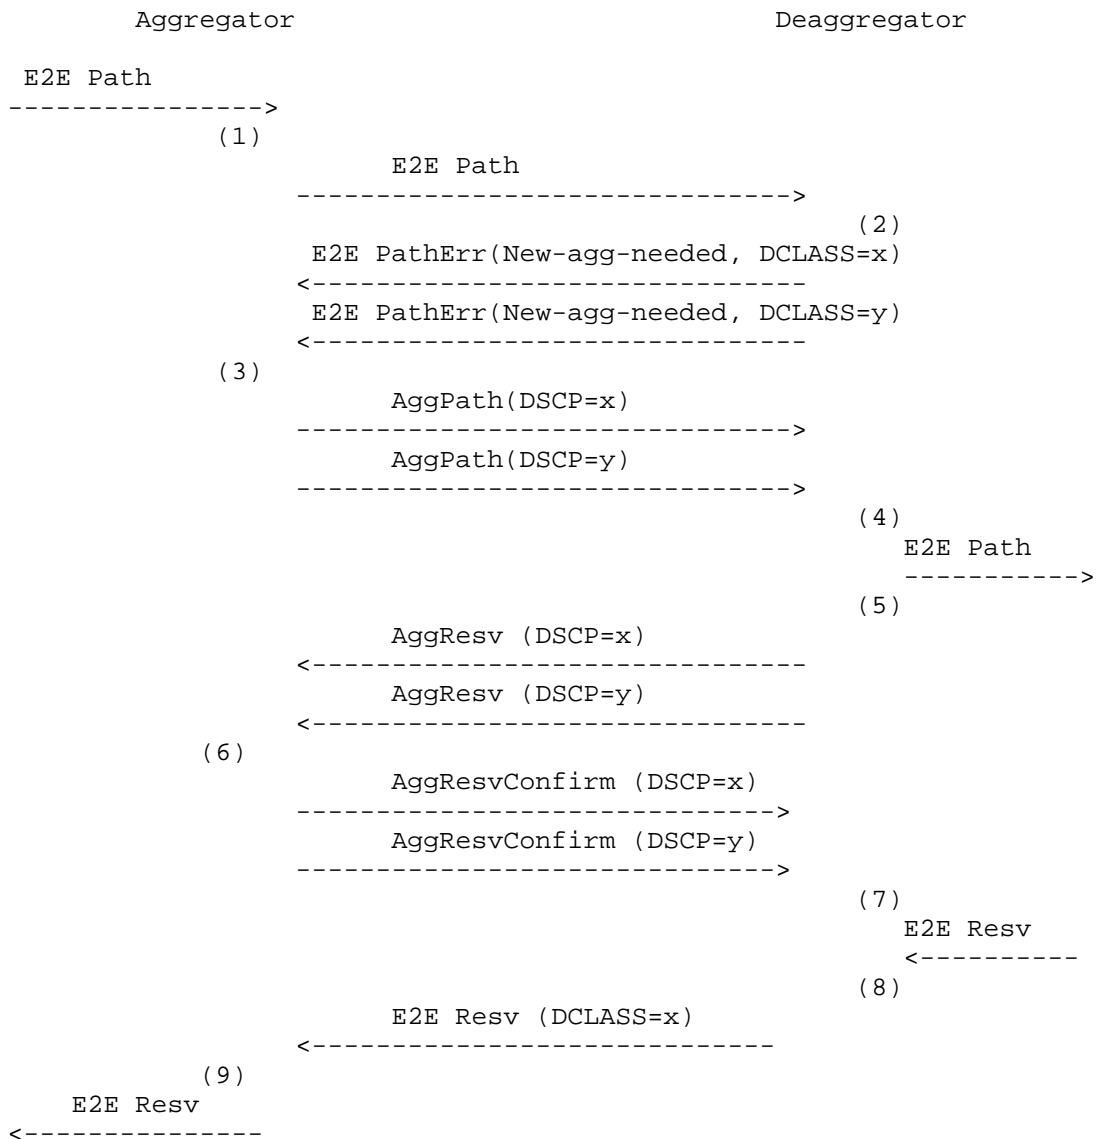 Aggregator Deaggregator
E2E Path
---------------->
(1)
E2E Path
------------------------------->
(2)
E2E PathErr(New-agg-needed, DCLASS=x)
<-------------------------------
E2E PathErr(New-agg-needed, DCLASS=y)
<-------------------------------
(3)
AggPath(DSCP=x)
------------------------------->
AggPath(DSCP=y)
------------------------------->
(4)
E2E Path
----------->
(5)
AggResv (DSCP=x)
<-------------------------------
AggResv (DSCP=y)
<-------------------------------
(6)
AggResvConfirm (DSCP=x)
------------------------------>
AggResvConfirm (DSCP=y)
------------------------------>
(7)
E2E Resv
<----------
(8)
E2E Resv (DCLASS=x)
<-----------------------------
(9)
E2E Resv
<---------------